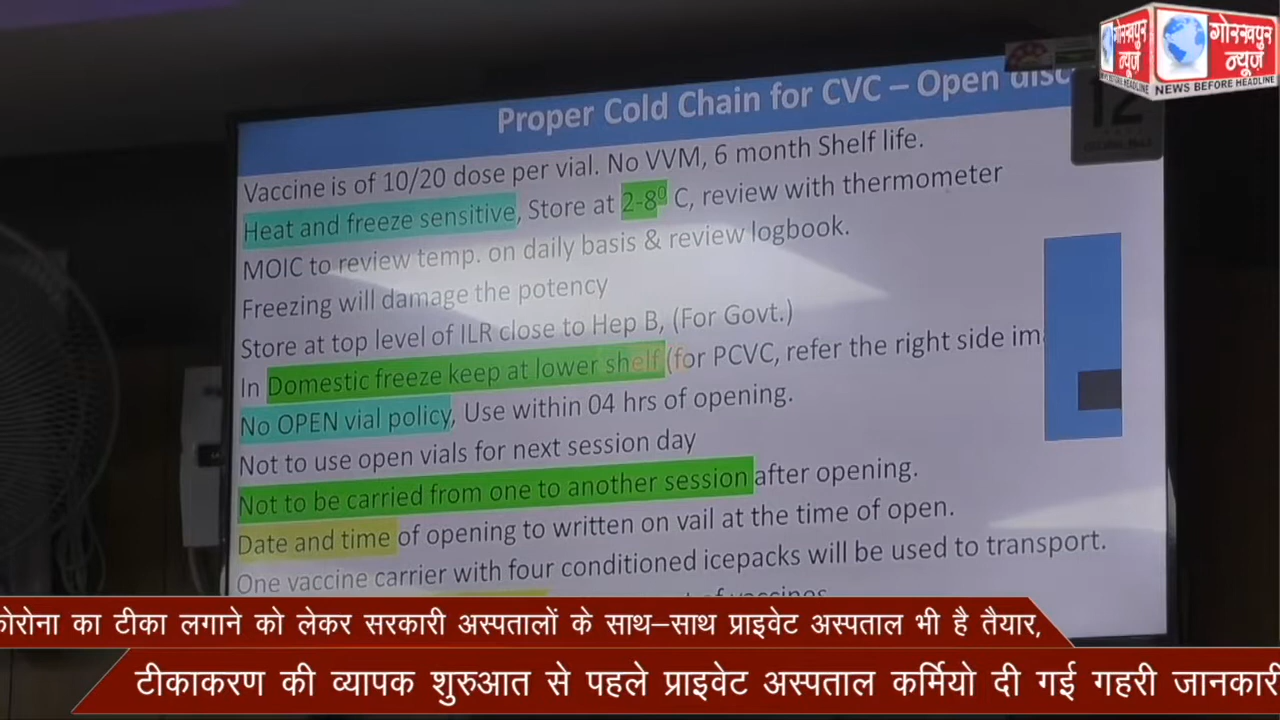 गोरखपुर
न्यूज़
गोरखपुर
न्यूज़
NEWS BEFORE HEADLINE
12
Proper Cold Chain for CVC – Open disc
Vaccine is of 10/20 dose per vial. No VVM, 6 month Shelf life.
Heat and freeze sensitive, Store at 2-8⁰ C, review with thermometer
MOIC to review temp. on daily basis & review logbook.
Freezing will damage the potency
Store at top level of ILR close to Hep B, (For Govt.)
In Domestic freeze keep at lower shelf (for PCVC, refer the right side im
No OPEN vial policy, Use within 04 hrs of opening.
Not to use open vials for next session day
Not to be carried from one to another session after opening.
Date and time of opening to written on vail at the time of open.
One vaccine carrier with four conditioned icepacks will be used to transport.
of vaccines
कोरोना का टीका लगाने को लेकर सरकारी अस्पतालों के साथ–साथ प्राइवेट अस्पताल भी है तैयार,
टीकाकरण की व्यापक शुरुआत से पहले प्राइवेट अस्पताल कर्मियो दी गई गहरी जानकारी